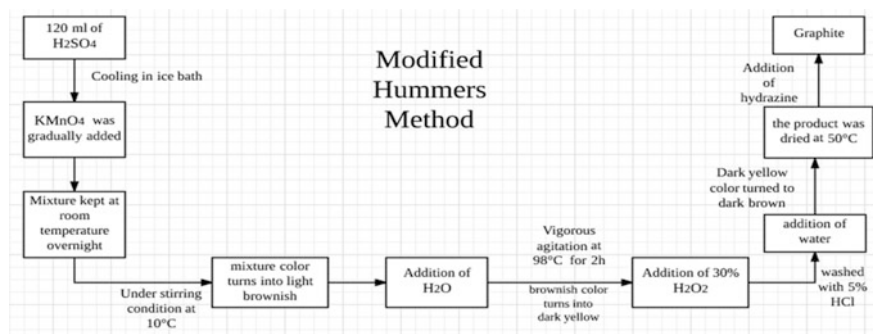 Modified
Hummers
Method
120 ml of
H2SO4
Cooling in ice bath
KMnO4 was
gradually added
Mixture kept at
room
temperature
overnight
Under stirring
condition at
10°C
mixture color
turns into light
brownish
Addition of
H2O
Vigorous
agitation at
98°C for 2h
brownish color
turns into
dark yellow
Addition of 30%
H2O2
washed
with 5%
HCl
addition of
water
Dark yellow
color turned to
dark brown
the product was
dried at 50°C
Addition
of
hydrazine
Graphite